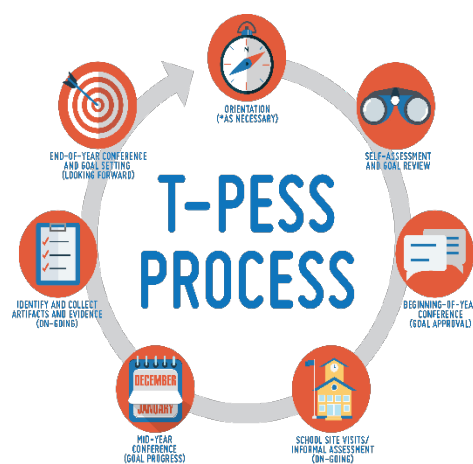 T-PESS
PROCESS
ORIENTATION
(*AS NECESSARY)
SELF-ASSESSMENT
AND GOAL REVIEW
BEGINNING-OF-YEA
CONFERENCE
(GOAL APPROVAL)
SCHOOL SITE VISITS/
INFORMAL ASSESSMENT
(ON-GOING)
DECEMBER
JANUARY
MID-YEAR
CONFERENCE
(GOAL PROGRESS)
IDENTIFY AND COLLECT
ARTIFACTS AND EVIDENCE
(ON-GOING)
END-OF-YEAR CONFERENCE
AND GOAL SETTING
(LOOKING FORWARD)
N